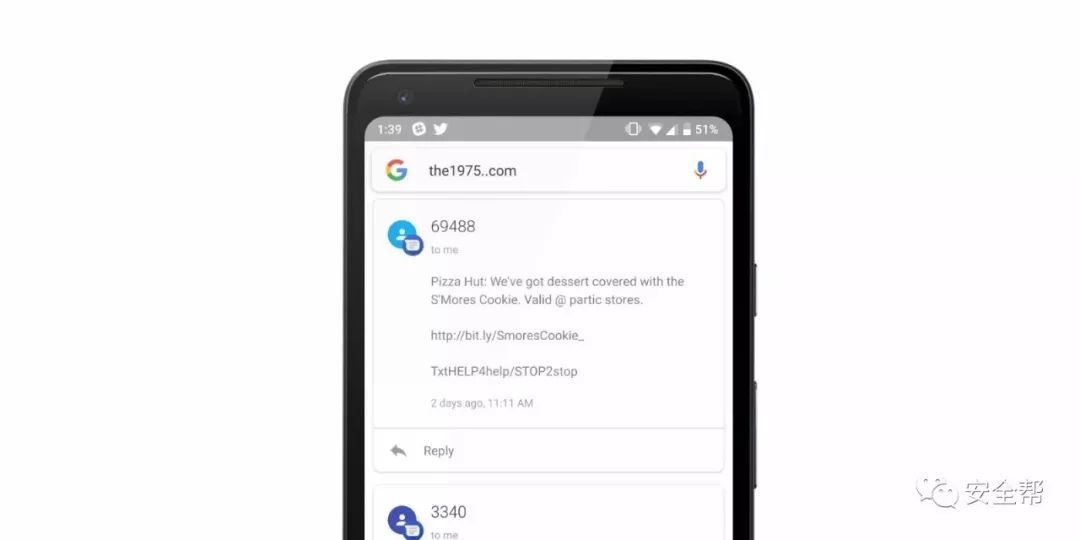 1:39
51%
the1975..com
69488
to me
Pizza Hut: We've got dessert covered with the
S'Mores Cookie. Valid @ partic stores.
http://bit.ly/SmoresCookie_
TxtHELP4help/STOP2stop
2 days ago, 11:11 AM
Reply
3340
to me
安全帮